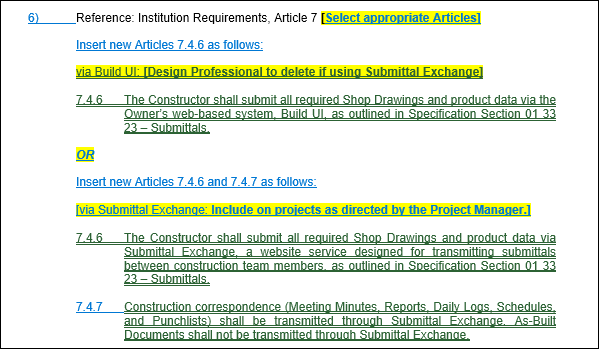 6) Reference: Institution Requirements, Article 7 [Select appropriate Articles]
Insert new Articles 7.4.6 as follows:
via Build UI: [Design Professional to delete if using Submittal Exchange]
7.4.6 The Constructor shall submit all required Shop Drawings and product data via the
Owner's web-based system, Build UI, as outlined in Specification Section 01 33
23 – Submittals.
OR
Insert new Articles 7.4.6 and 7.4.7 as follows:
[via Submittal Exchange: Include on projects as directed by the Project Manager.]
7.4.6 The Constructor shall submit all required Shop Drawings and product data via
Submittal Exchange, a website service designed for transmitting submittals
between construction team members, as outlined in Specification Section 01 33
23 – Submittals.
7.4.7 Construction correspondence (Meeting Minutes, Reports, Daily Logs, Schedules,
and Punchlists) shall be transmitted through Submittal Exchange. As-Built
Documents shall not be transmitted through Submittal Exchange.